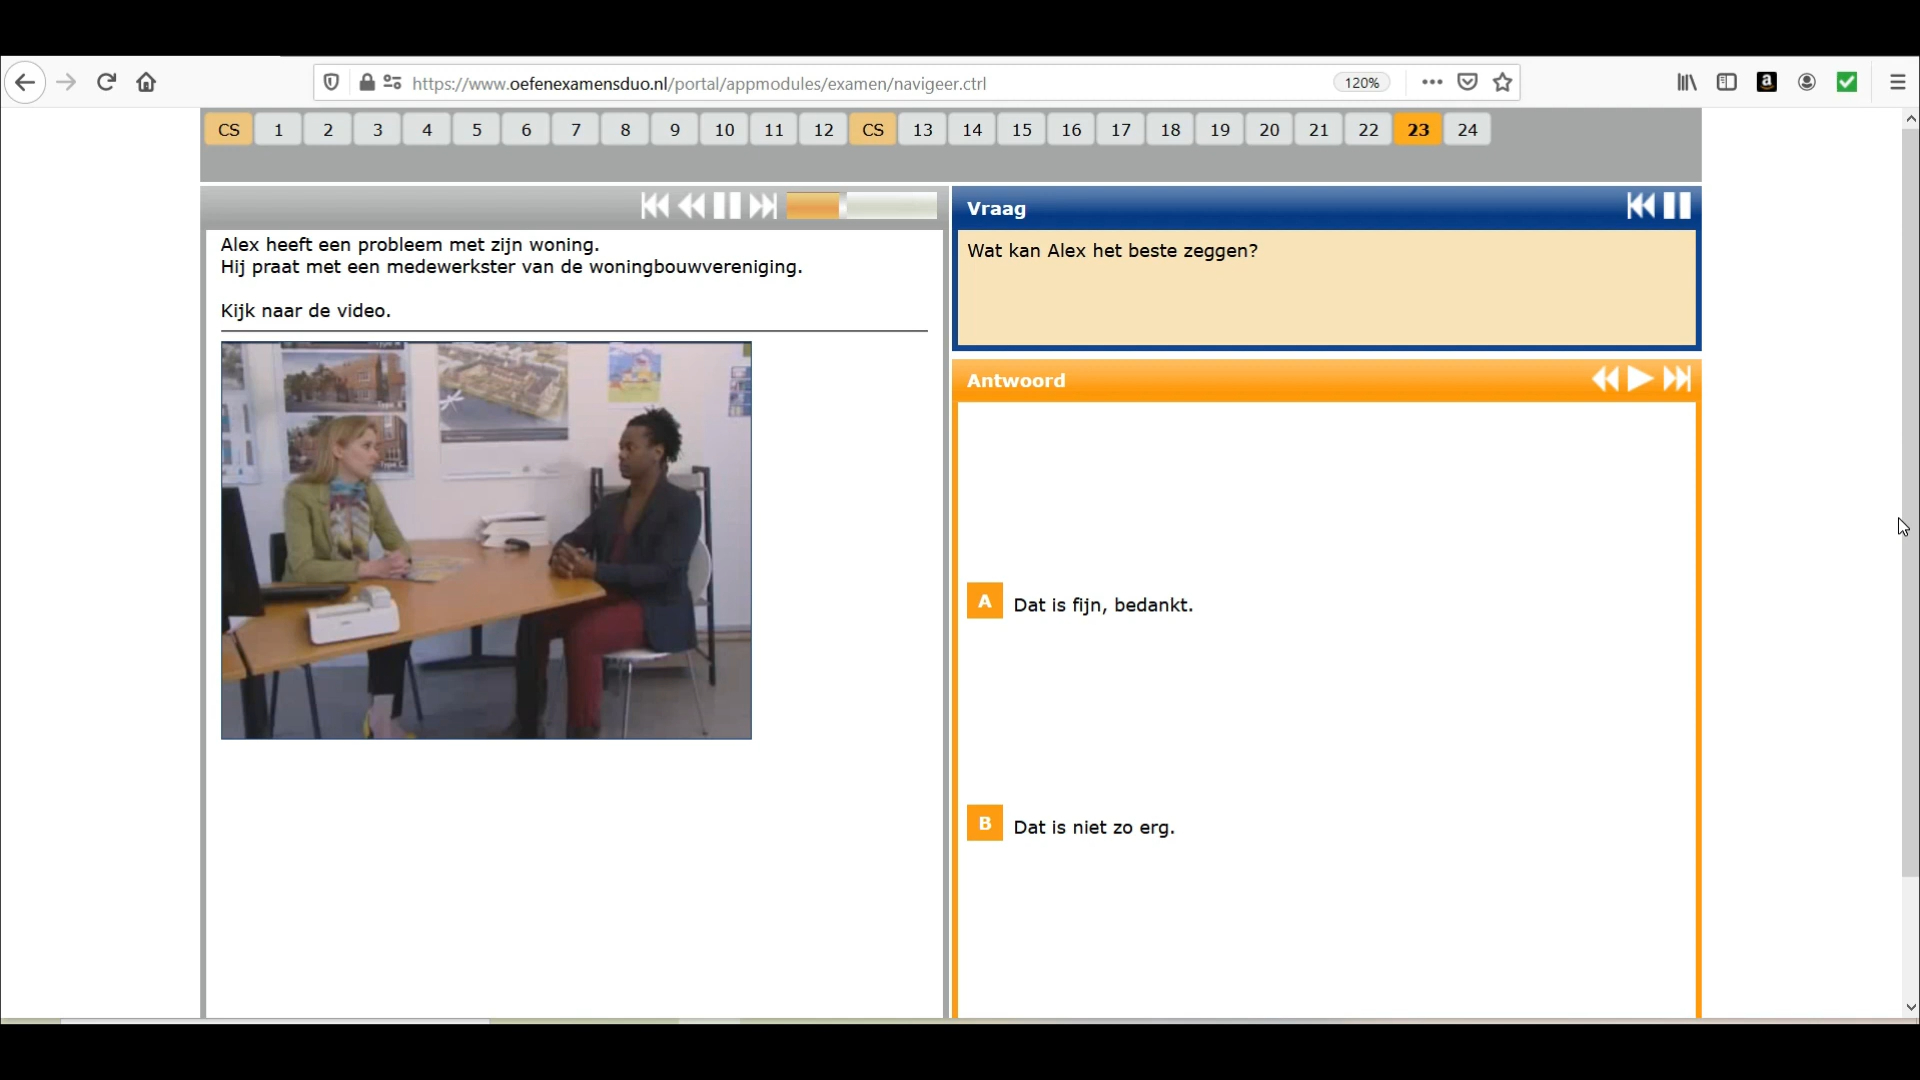 https://www.oefenexamensduo.nl/portal/appmodules/examen/navigeer.ctrl
120%
CS 1 2 3 4 5 6 7 8 9 10 11 12 CS 13 14 15 16 17 18 19 20 21 22 23 24
Alex heeft een probleem met zijn woning.
Hij praat met een medewerkster van de woningbouwvereniging.
Kijk naar de video.
Vraag
Wat kan Alex het beste zeggen?
Antwoord
A Dat is fijn, bedankt.
B Dat is niet zo erg.